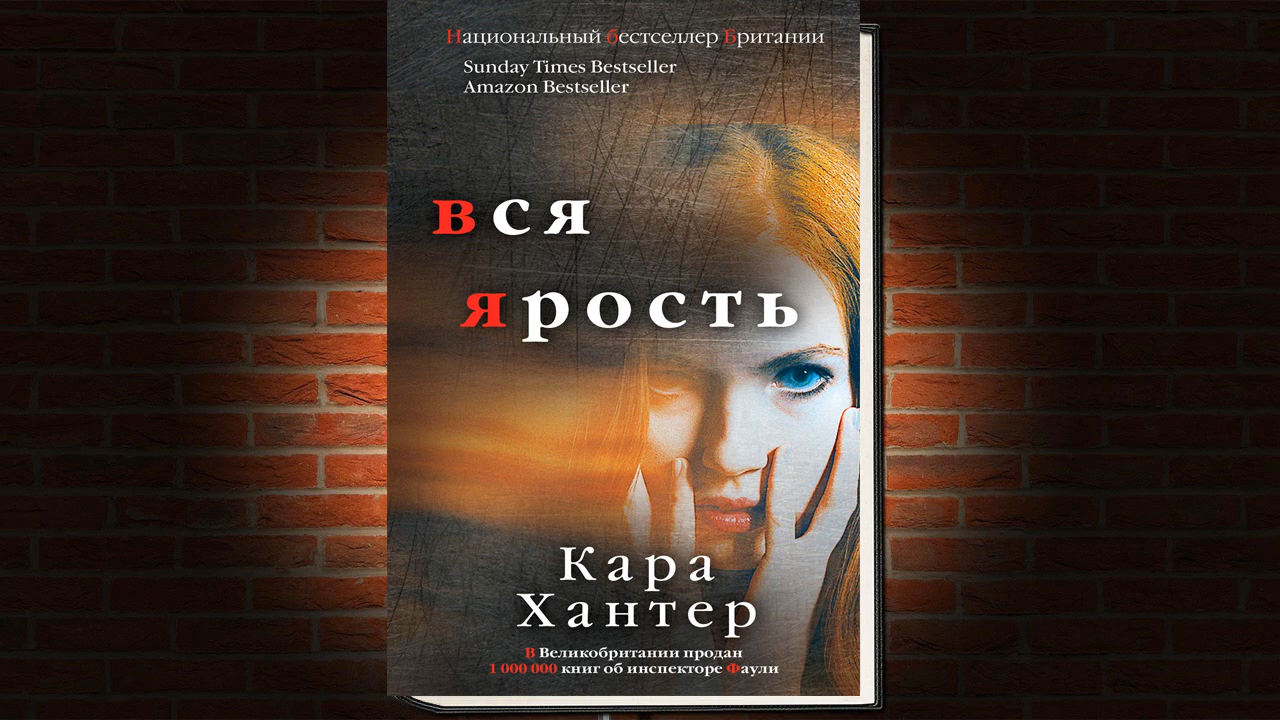 Национальный бестселлер Британии
Sunday Times Bestseller
Amazon Bestseller
вся
ярость
Кара
Хантер
В Великобритании продан
1 000 000 книг об инспекторе Фаули